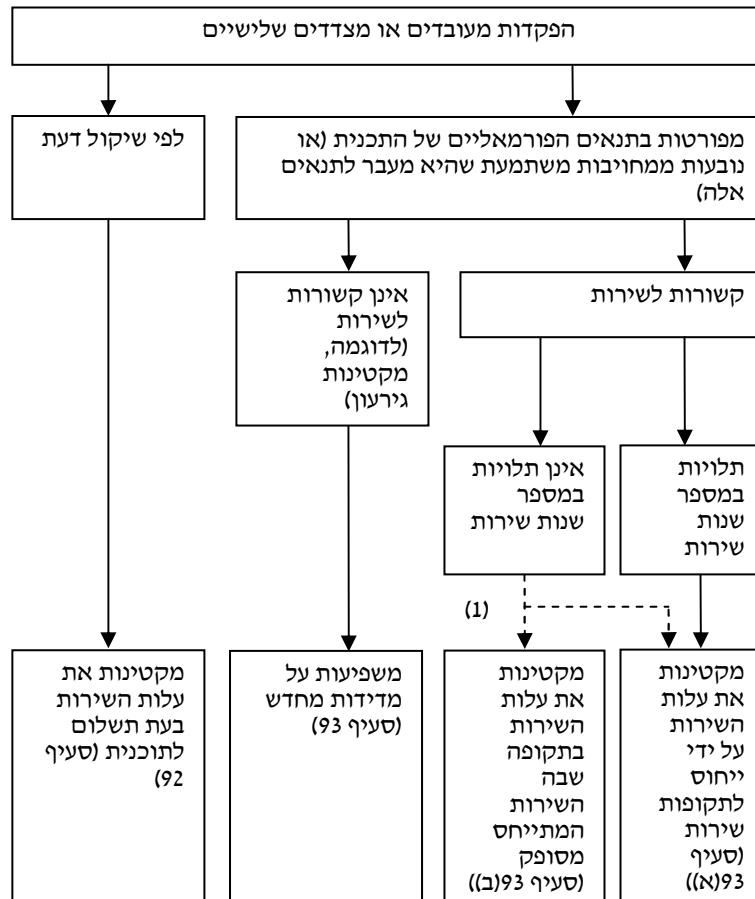 הפקדות מעובדים או מצדדים שלישיים
מפורטות בתנאים הפורמאליים של התכנית (או
נובעות ממחויבות משתמעת שהיא מעבר לתנאים
אלה)
לפי שיקול דעת
קשורות לשירות
אינן קשורות
לשירות
(לדוגמה,
מקטינות
גירעון)
תלויות
במספר
שנות
שירות
אינן תלויות
במספר
שנות שירות
(1)
מקטינות
את עלות
השירות
על ידי
ייחוס
לתקופות
שירות
(סעיף
93(א))
מקטינות
את עלות
השירות
בתקופה
שבה
השירות
המתייחס
מסופק
(סעיף 93(ב))
משפיעות על
מדידות מחדש
(סעיף 93)
מקטינות את
עלות השירות
בעת תשלום
לתוכנית (סעיף
92)